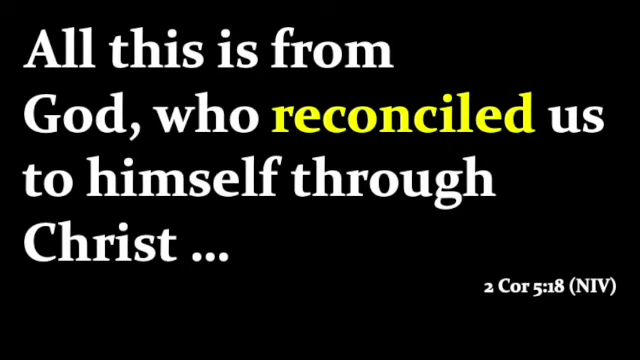 All this is from
God, who reconciled us
to himself through
Christ ...
2 Cor 5:18 (NIV)